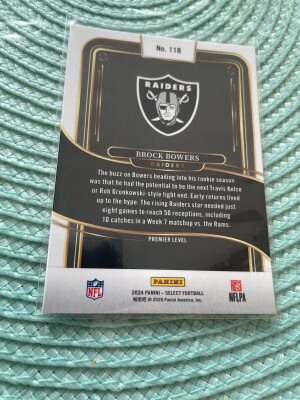 No. 118
RAIDERS
BROCK BOWERS
RAIDERS
The buzz on Bowers heading into his rookie season
was that he had the potential to be the next Travis Kelce
or Rob Gronkowski-style tight end. Early returns lived
up to the hype. The rising Raiders star needed just
eight games to reach 50 receptions, including
10 catches in a Week 7 matchup vs. the Rams.
PREMIER LEVEL
NFL
PANINI
NFLPA
2024 PANINI – SELECT FOOTBALL
© 2025 Panini America, Inc.